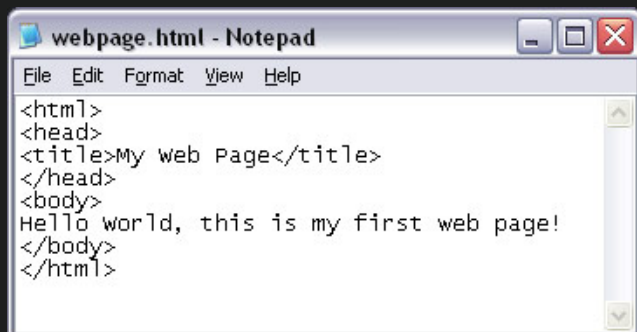 webpage.html - Notepad
File Edit Format View Help
<html>
<head>
<title>My Web Page</title>
</head>
<body>
Hello World, this is my first web page!
</body>
</html>